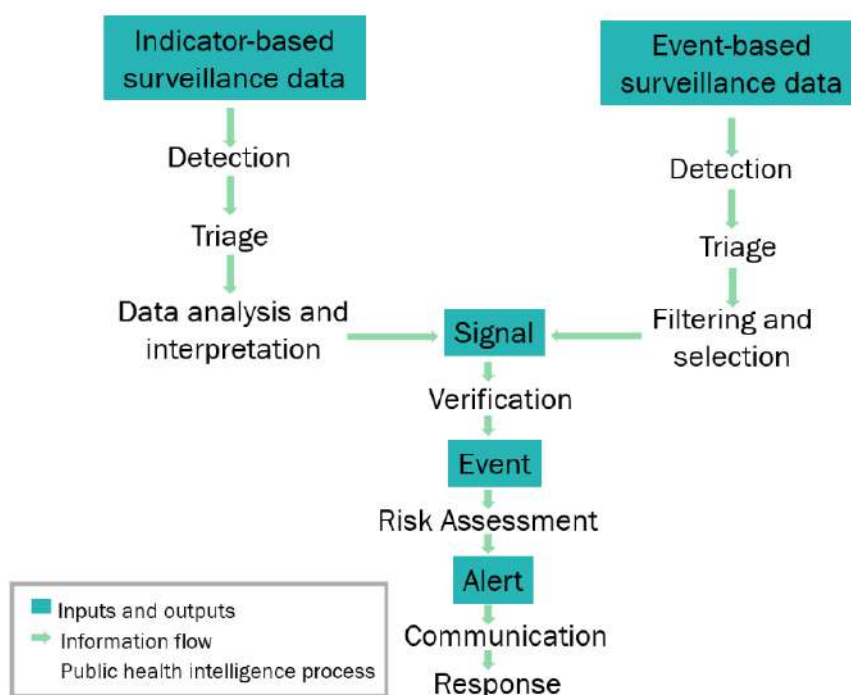 Indicator-based
surveillance data
Event-based
surveillance data
Detection
Detection
Triage
Triage
Data analysis and
interpretation
Signal
Filtering and
selection
Verification
Event
Risk Assessment
Alert
Communication
Response
Inputs and outputs
Information flow
Public health intelligence process